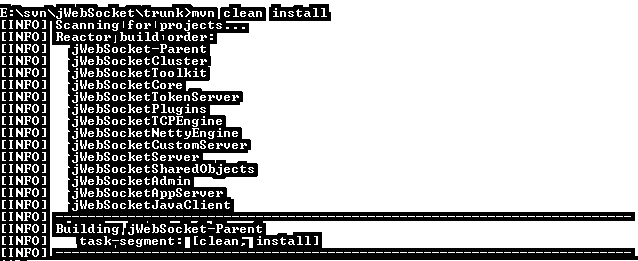 E:\svn\jWebSocket\trunk>mvn clean install
[INFO] Scanning for projects...
[INFO] Reactor build order:
[INFO]   jWebSocket-Parent
[INFO]   jWebSocketCluster
[INFO]   jWebSocketToolkit
[INFO]   jWebSocketCore
[INFO]   jWebSocketTokenServer
[INFO]   jWebSocketPlugins
[INFO]   jWebSocketTCPEngine
[INFO]   jWebSocketNettyEngine
[INFO]   jWebSocketCustomServer
[INFO]   jWebSocketServer
[INFO]   jWebSocketSharedObjects
[INFO]   jWebSocketAdmin
[INFO]   jWebSocketAppServer
[INFO]   jWebSocketJavaClient
[INFO] ------------------------------------------------------------------------
[INFO] Building jWebSocket-Parent
[INFO]    task-segment: [clean, install]
[INFO] ------------------------------------------------------------------------